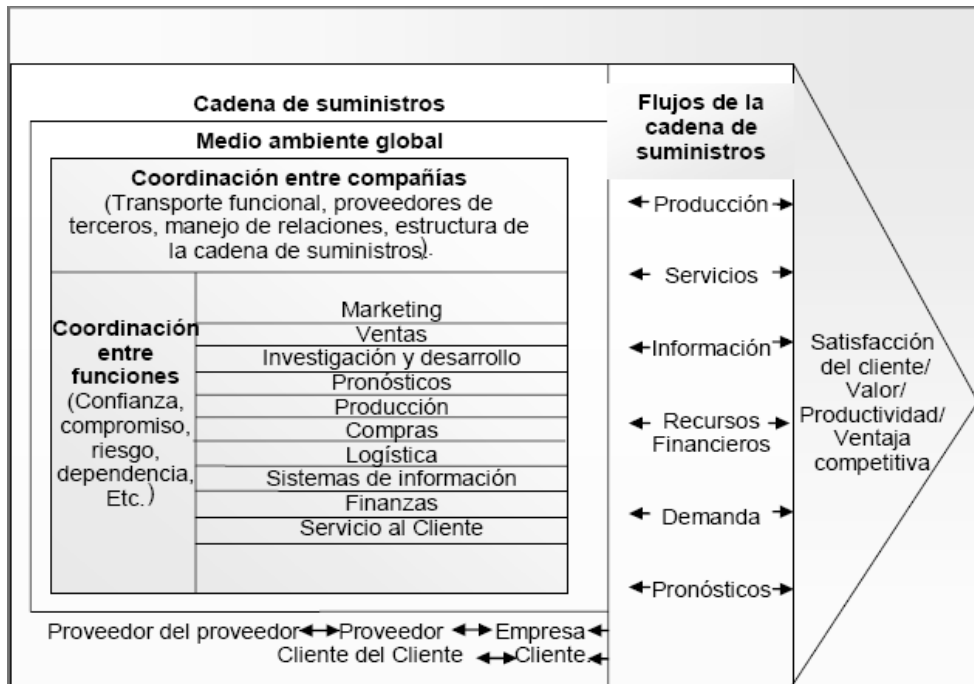 Cadena de suministros
Medio ambiente global
Coordinación entre compañías
(Transporte funcional, proveedores de
terceros, manejo de relaciones, estructura de
la cadena de suministros).
Coordinación
entre
funciones
(Confianza,
compromiso,
riesgo,
dependencia,
Etc.)
Marketing
Ventas
Investigación y desarrollo
Pronósticos
Producción
Compras
Logística
Sistemas de información
Finanzas
Servicio al Cliente
Proveedor del proveedor Proveedor Empresa
Cliente del Cliente Cliente.
Flujos de la
cadena de
suministros
Producción
Servicios
Información
Recursos
Financieros
Demanda
Pronósticos
Satisfacción
del cliente/
Valor/
Productividad/
Ventaja
competitiva